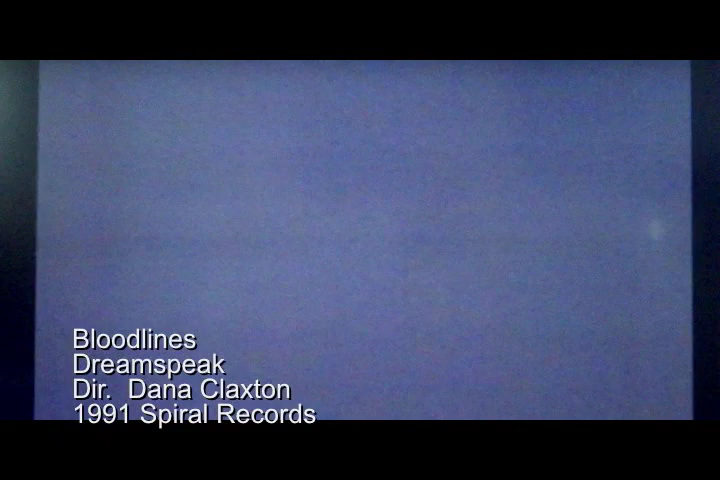 Bloodlines
Dreamspeak
Dir.  Dana Claxton
1991 Spiral Records